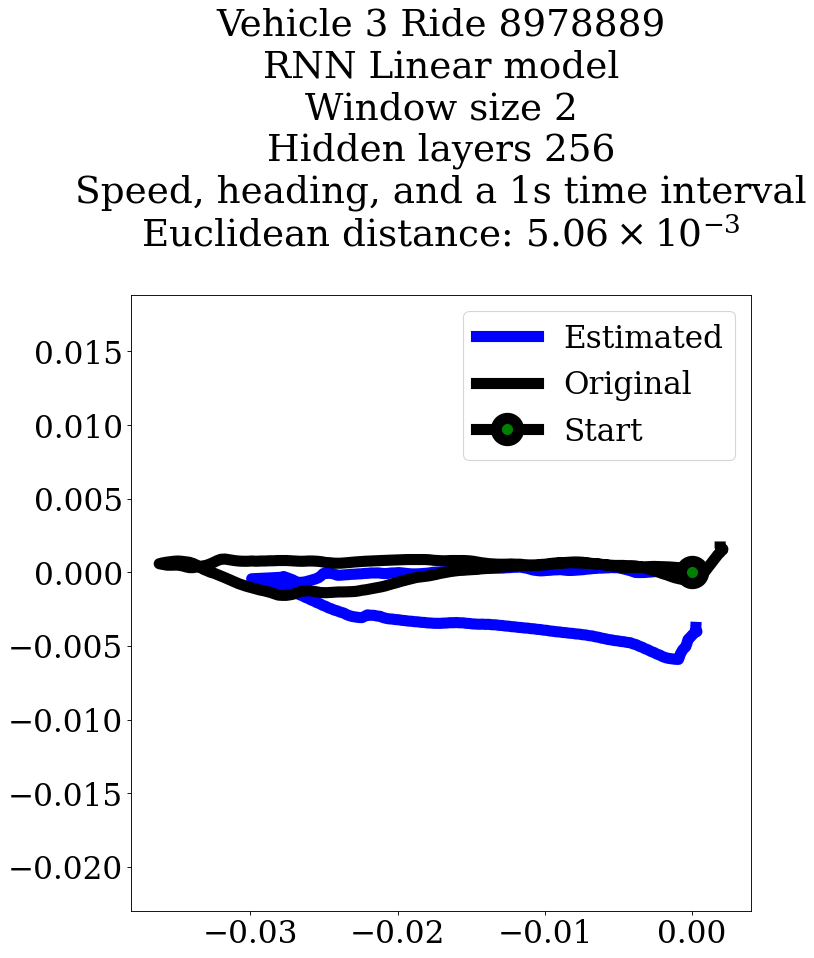 Vehicle 3 Ride 8978889
RNN Linear model
Window size 2
Hidden layers 256
Speed, heading, and a 1s time interval
Euclidean distance: 5.06 × 10⁻³
Estimated
Original
Start
0.015
0.010
0.005
0.000
−0.005
−0.010
−0.015
−0.020
−0.03 −0.02 −0.01 0.00